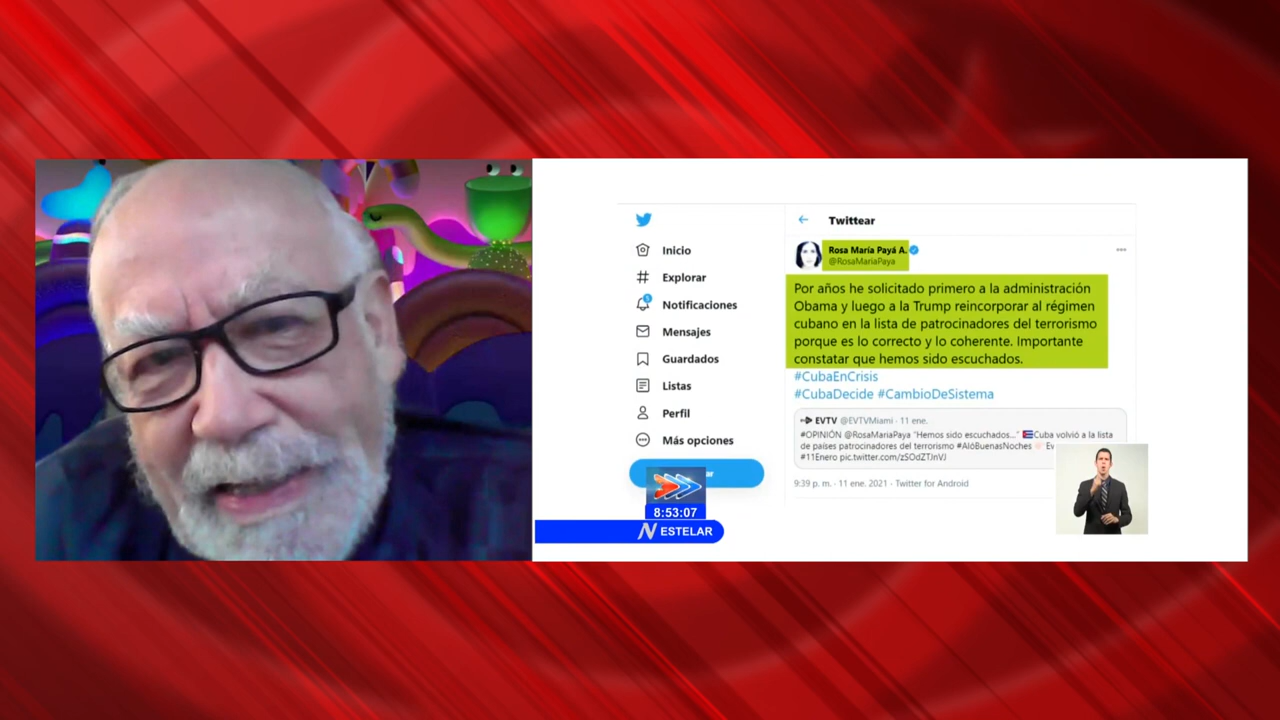 Inicio
Explorar
Notificaciones
Mensajes
Guardados
Listas
Perfil
Más opciones
8:53:07
N ESTELAR
Twittear
Rosa María Payá A.
@RosaMariaPaya
Por años he solicitado primero a la administración
Obama y luego a la Trump reincorporar al régimen
cubano en la lista de patrocinadores del terrorismo
porque es lo correcto y lo coherente. Importante
constatar que hemos sido escuchados.
#CubaEnCrisis
#CubaDecide #CambioDeSistema
EVTV @EVTVMiami · 11 ene.
#OPINIÓN @RosaMariaPaya "Hemos sido escuchados..." Cuba volvió a la lista
de países patrocinadores del terrorismo #AlóBuenasNoches
#11Enero pic.twitter.com/zSOdZTJnVJ
9:39 p. m. · 11 ene. 2021 · Twitter for Android